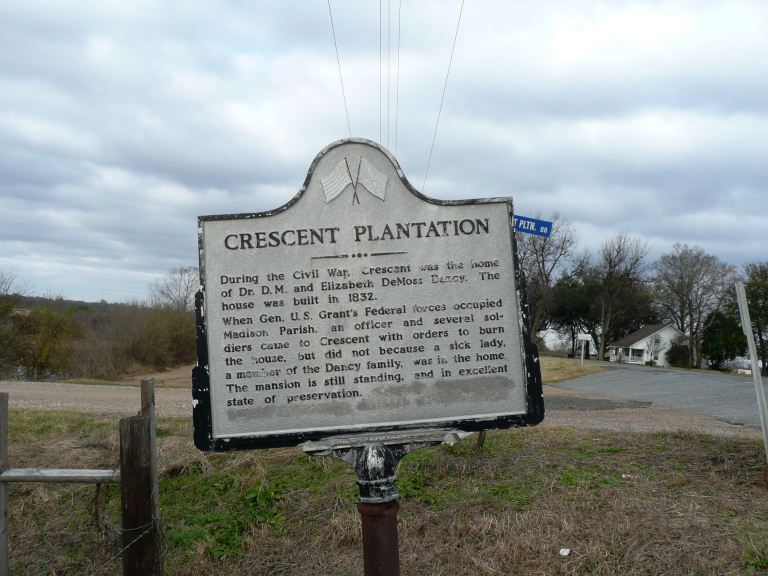 CRESCENT PLANTATION
During the Civil War, Crescent was the home
of Dr. D.M. and Elizabeth DeMoss Dancy. The
house was built in 1832.
When Gen. U.S. Grant's Federal forces occupied
Madison Parish, an officer and several sol-
diers came to Crescent with orders to burn
the house, but did not because a sick lady,
a member of the Dancy family, was in the home.
The mansion is still standing, and in excellent
state of preservation.
T PLTN. DR